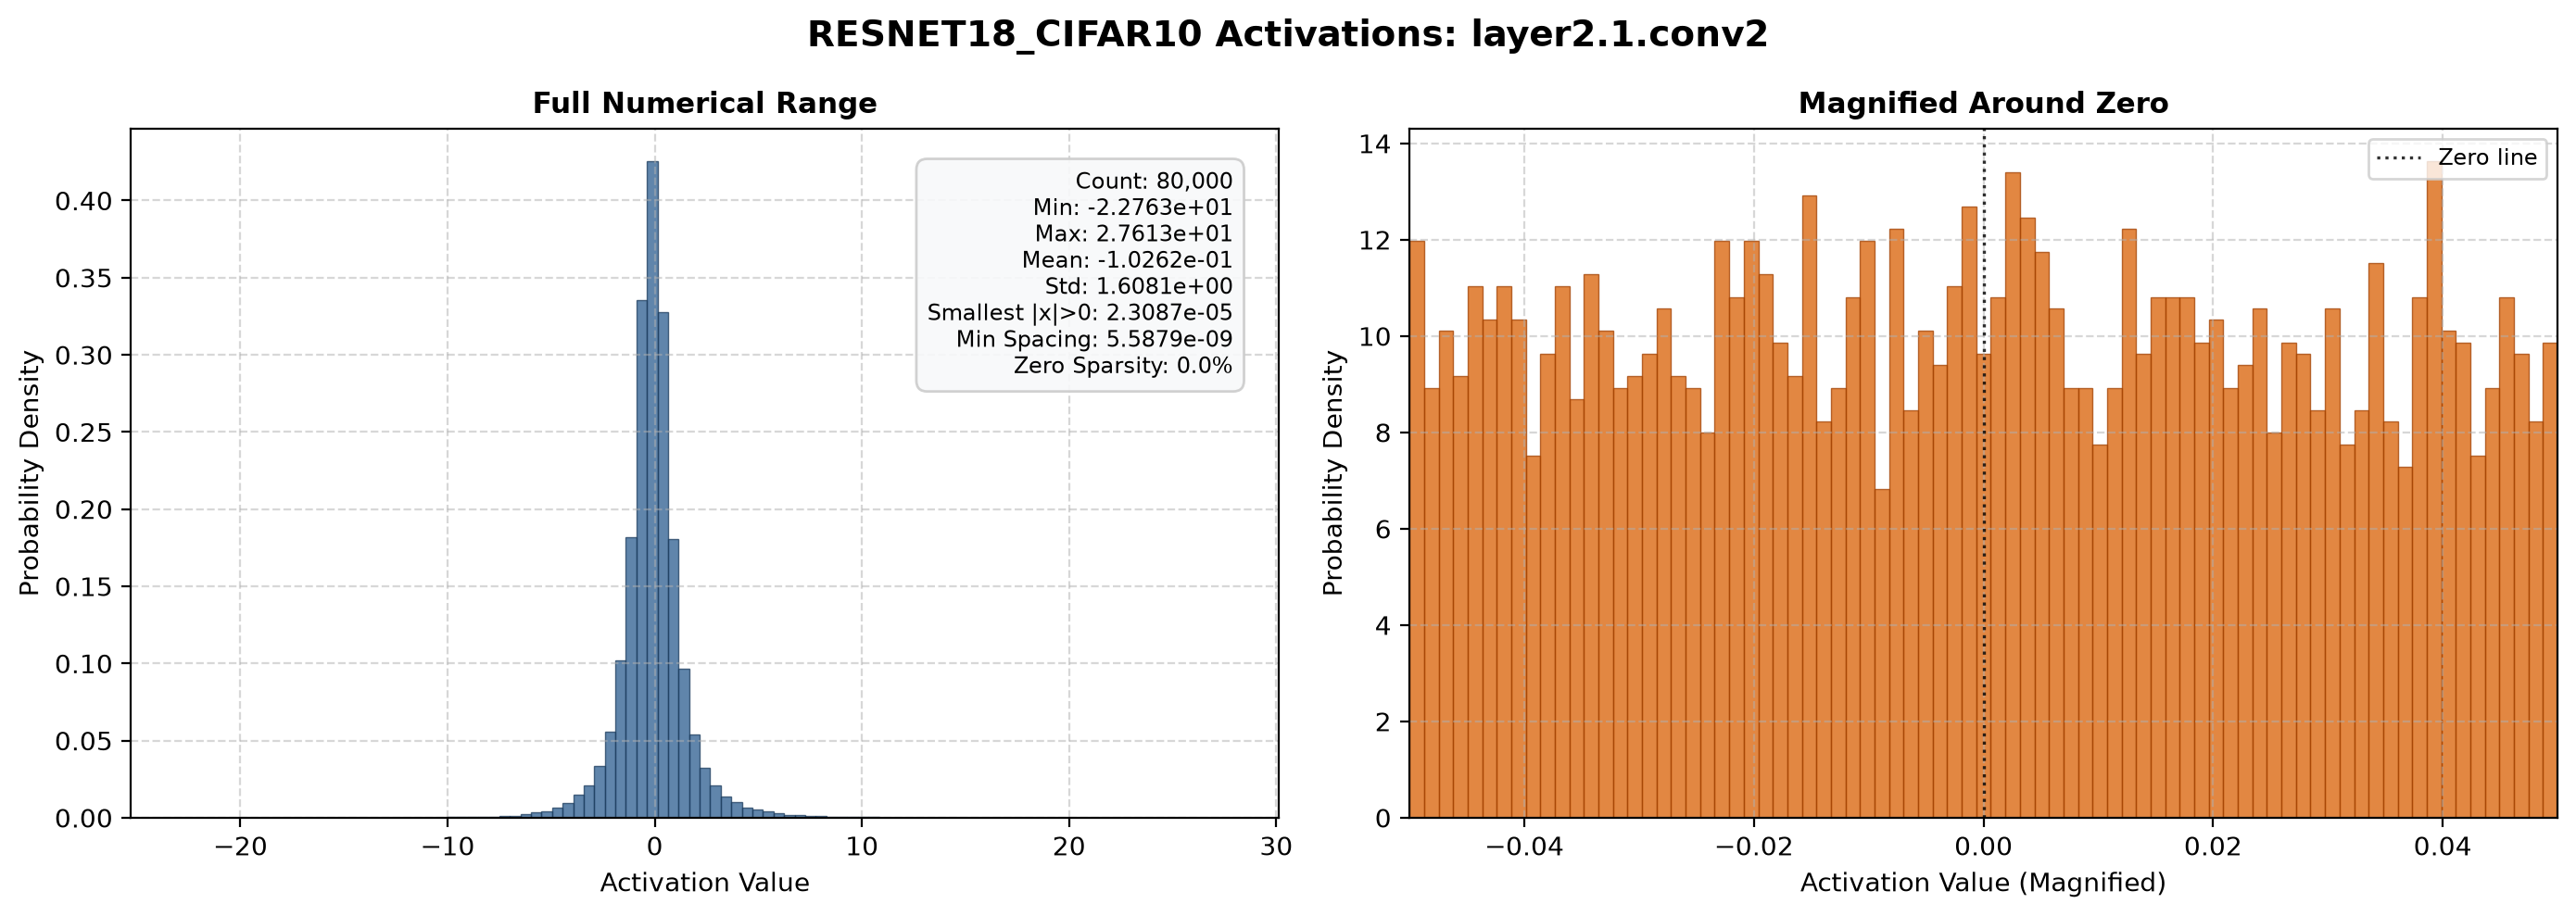 RESNET18_CIFAR10 Activations: layer2.1.conv2
Full Numerical Range
Count: 80,000
Min: -2.2763e+01
Max: 2.7613e+01
Mean: -1.0262e-01
Std: 1.6081e+00
Smallest |x|>0: 2.3087e-05
Min Spacing: 5.5879e-09
Zero Sparsity: 0.0%
Probability Density
0.40
0.35
0.30
0.25
0.20
0.15
0.10
0.05
0.00
−20
−10
0
10
20
30
Activation Value
Magnified Around Zero
Zero line
Probability Density
14
12
10
8
6
4
2
0
−0.04
−0.02
0.00
0.02
0.04
Activation Value (Magnified)